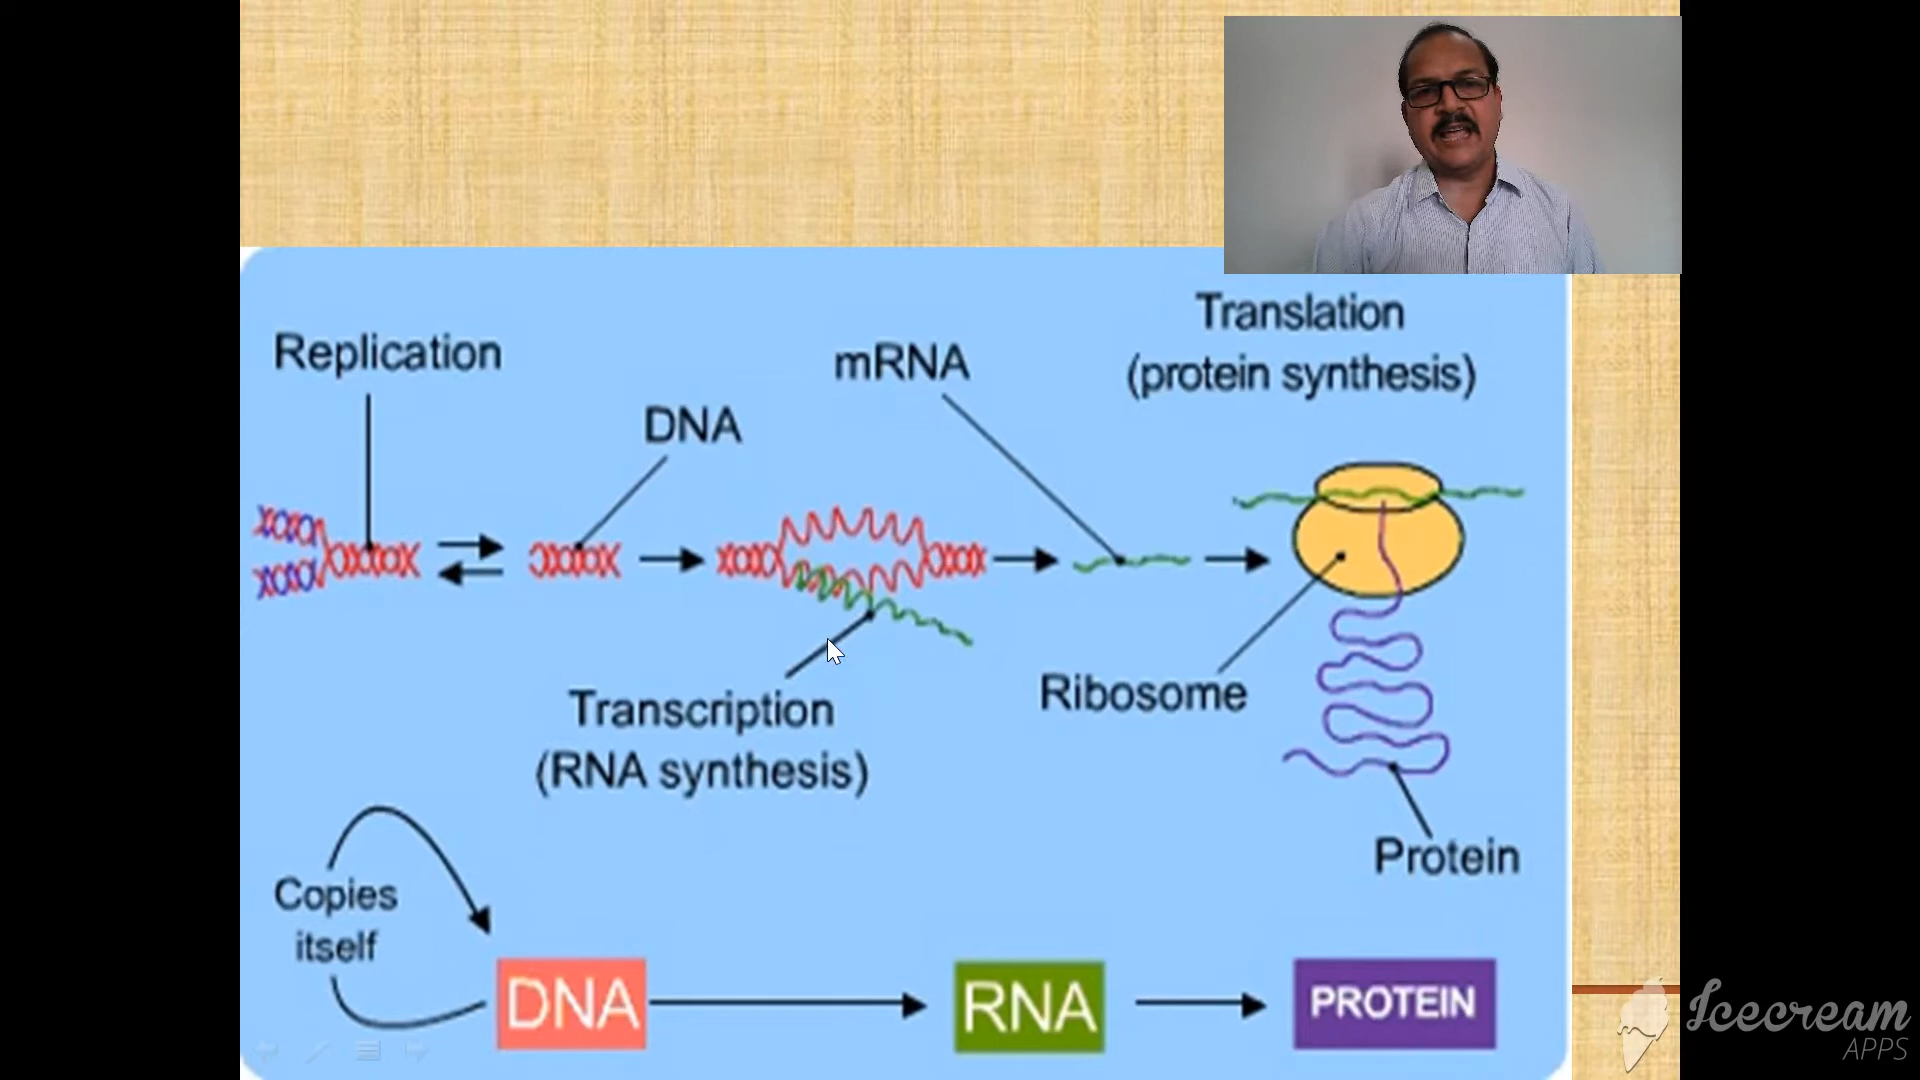 Replication
DNA
mRNA
Translation
(protein synthesis)
Transcription
(RNA synthesis)
Ribosome
Protein
Copies
itself
DNA
RNA
PROTEIN
Icecream
APPS